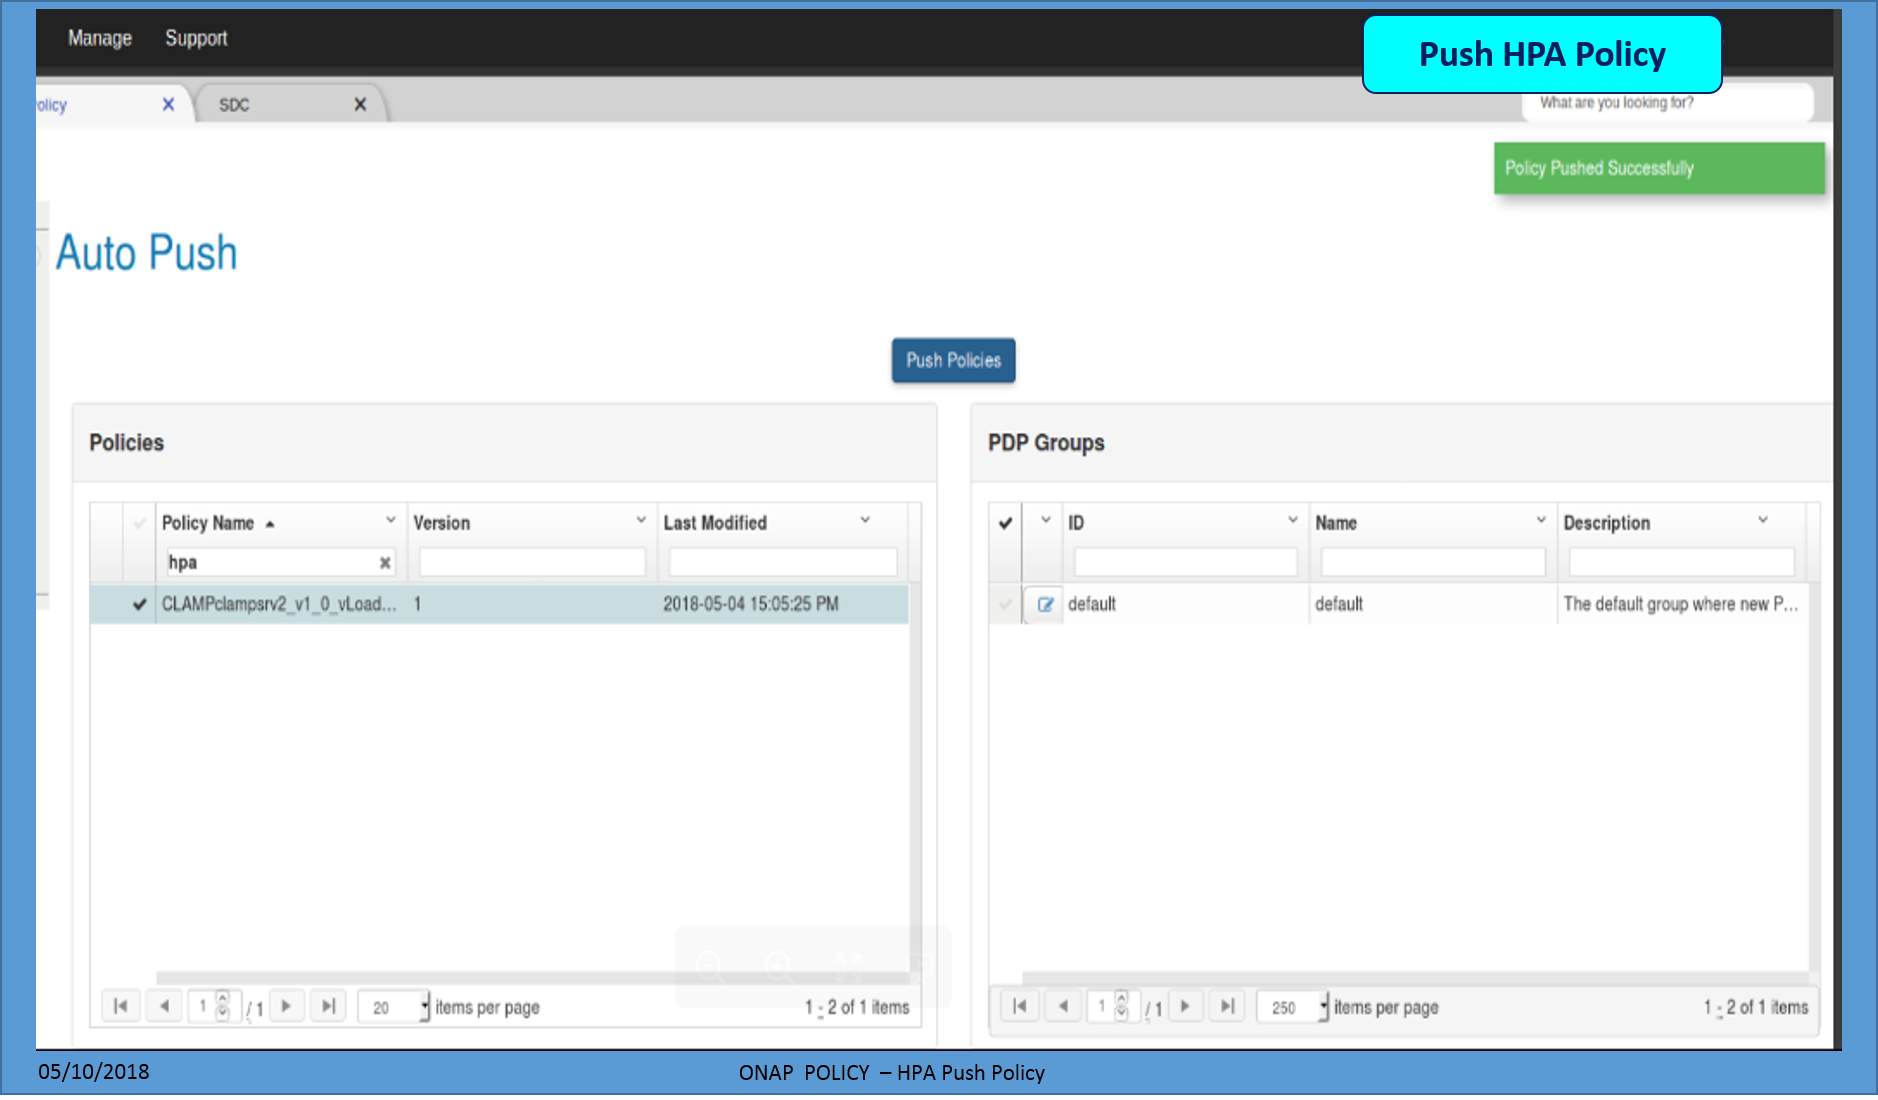 Manage Support
Push HPA Policy
olicy X SDC X
What are you looking for?
Policy Pushed Successfully
Auto Push
Push Policies
Policies
PDP Groups
Policy Name Version Last Modified
hpa
CLAMPclampsrv2_v1_0_vLoad... 1 2018-05-04 15:05:25 PM
ID Name Description
default default The default group where new P...
1 / 1 20 items per page 1 - 2 of 1 items
1 / 1 250 items per page 1 - 2 of 1 items
05/10/2018
ONAP POLICY – HPA Push Policy